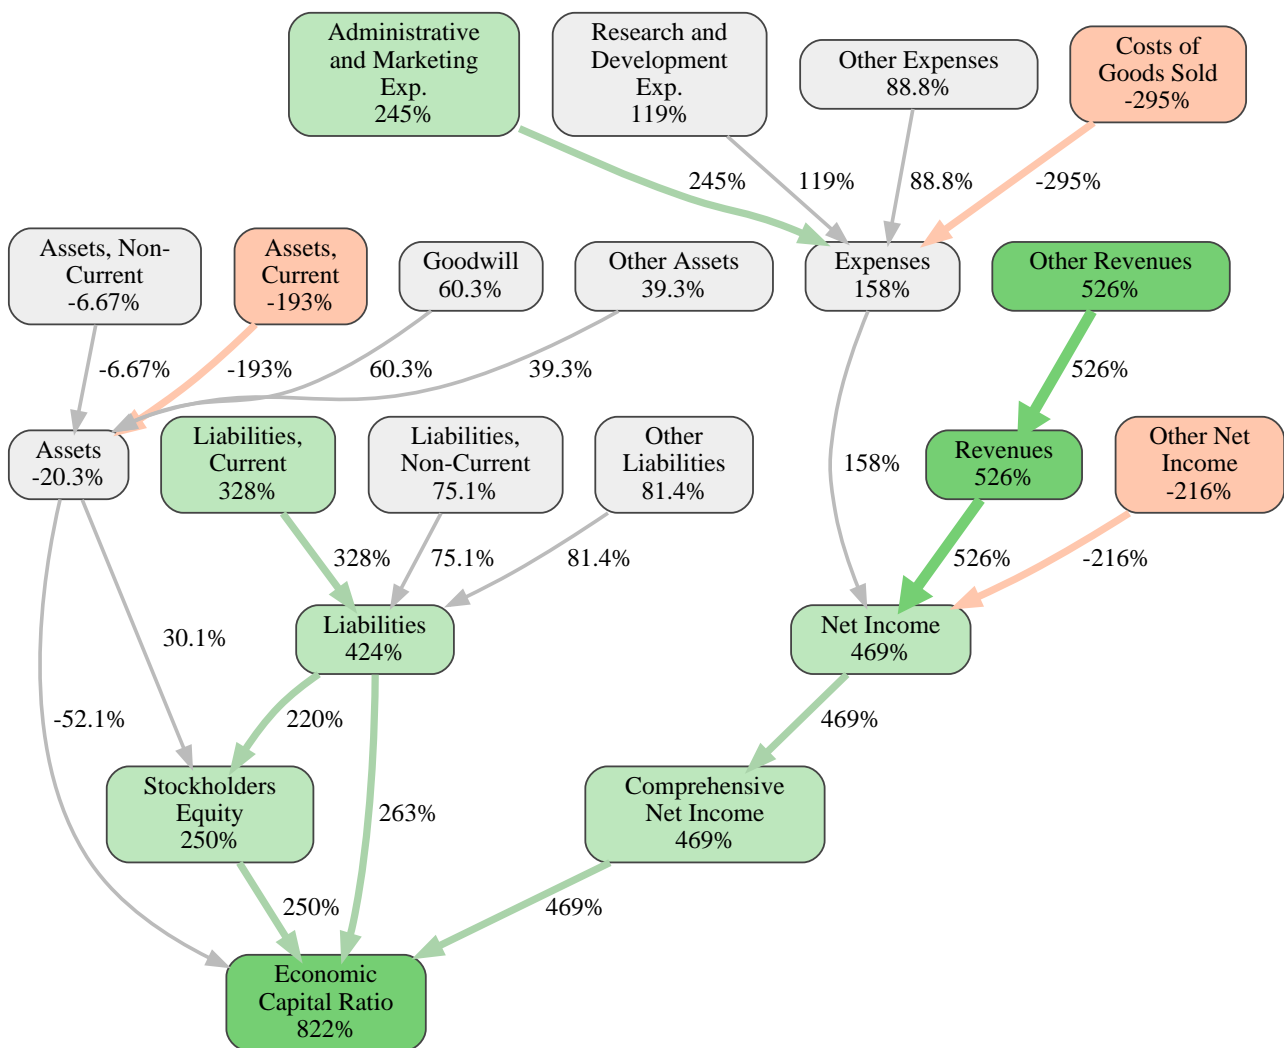 Administrative
and Marketing
Exp.
245%
Research and
Development
Exp.
119%
Other Expenses
88.8%
Costs of
Goods Sold
-295%
245%
119%
88.8%
-295%
Assets, Non-
Current
-6.67%
Assets,
Current
-193%
Goodwill
60.3%
Other Assets
39.3%
Expenses
158%
Other Revenues
526%
-6.67%
-193%
60.3%
39.3%
526%
Assets
-20.3%
Liabilities,
Current
328%
Liabilities,
Non-Current
75.1%
Other
Liabilities
81.4%
158%
Revenues
526%
Other Net
Income
-216%
328%
75.1%
81.4%
526%
-216%
30.1%
Liabilities
424%
Net Income
469%
-52.1%
220%
469%
Stockholders
Equity
250%
263%
Comprehensive
Net Income
469%
250%
469%
Economic
Capital Ratio
822%